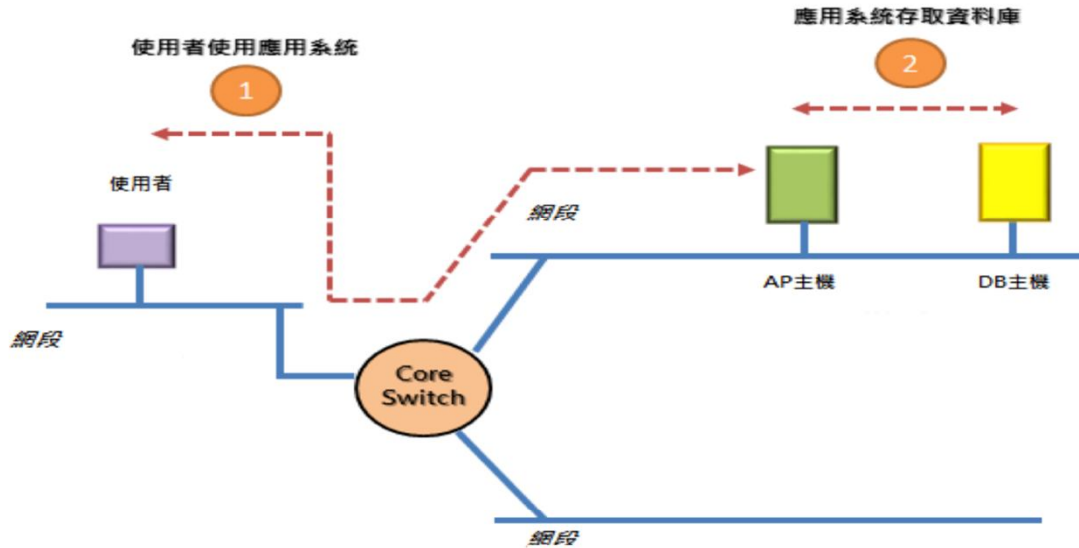 應用系統存取資料庫
使用者使用應用系統
2
1
使用者
網段
AP主機
DB主機
網段
Core
Switch
網段